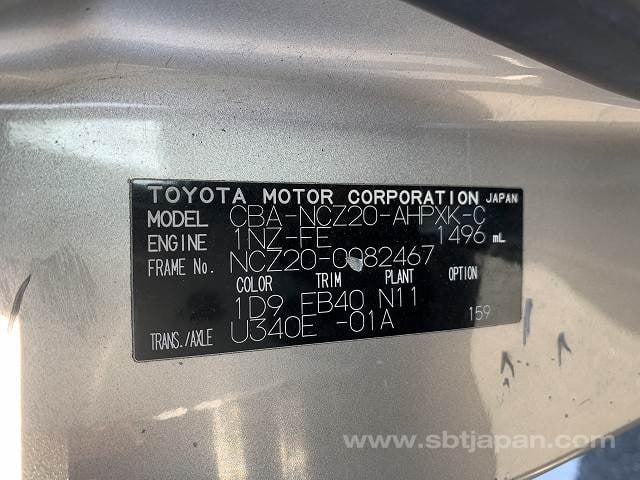 TOYOTA MOTOR CORPORATION JAPAN
MODEL CBA-NCZ20-AHPXK-C
ENGINE 1NZ-FE 1496 mL
FRAME No. NCZ20-0082467
COLOR TRIM PLANT OPTION
1D9 FB40 N11 159
TRANS./AXLE U340E -01A
www.sbtjapan.com